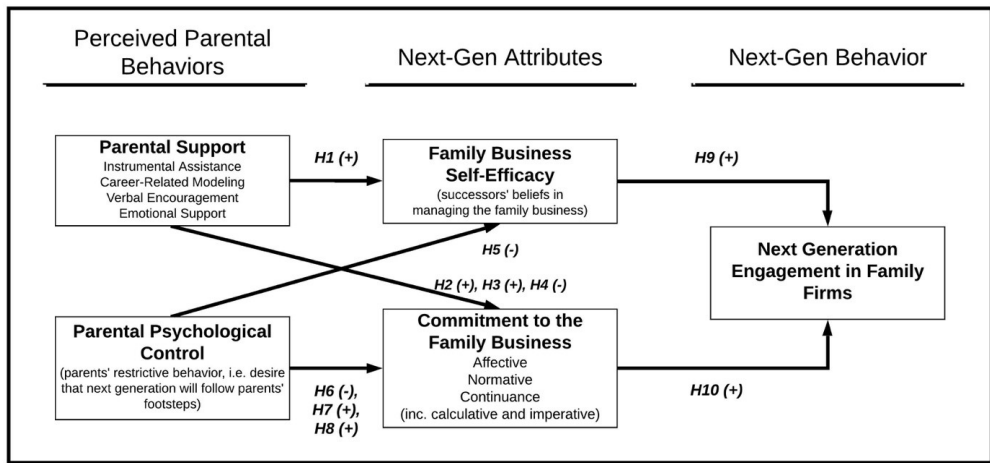 Perceived Parental
Behaviors
Next-Gen Attributes
Next-Gen Behavior
Parental Support
Instrumental Assistance
Career-Related Modeling
Verbal Encouragement
Emotional Support
H1 (+)
Family Business
Self-Efficacy
(successors' beliefs in
managing the family business)
H9 (+)
H5 (-)
H2 (+), H3 (+), H4 (-)
Next Generation
Engagement in Family
Firms
Parental Psychological
Control
(parents' restrictive behavior, i.e. desire
that next generation will follow parents'
footsteps)
H6 (-),
H7 (+),
H8 (+)
Commitment to the
Family Business
Affective
Normative
Continuance
(inc. calculative and imperative)
H10 (+)